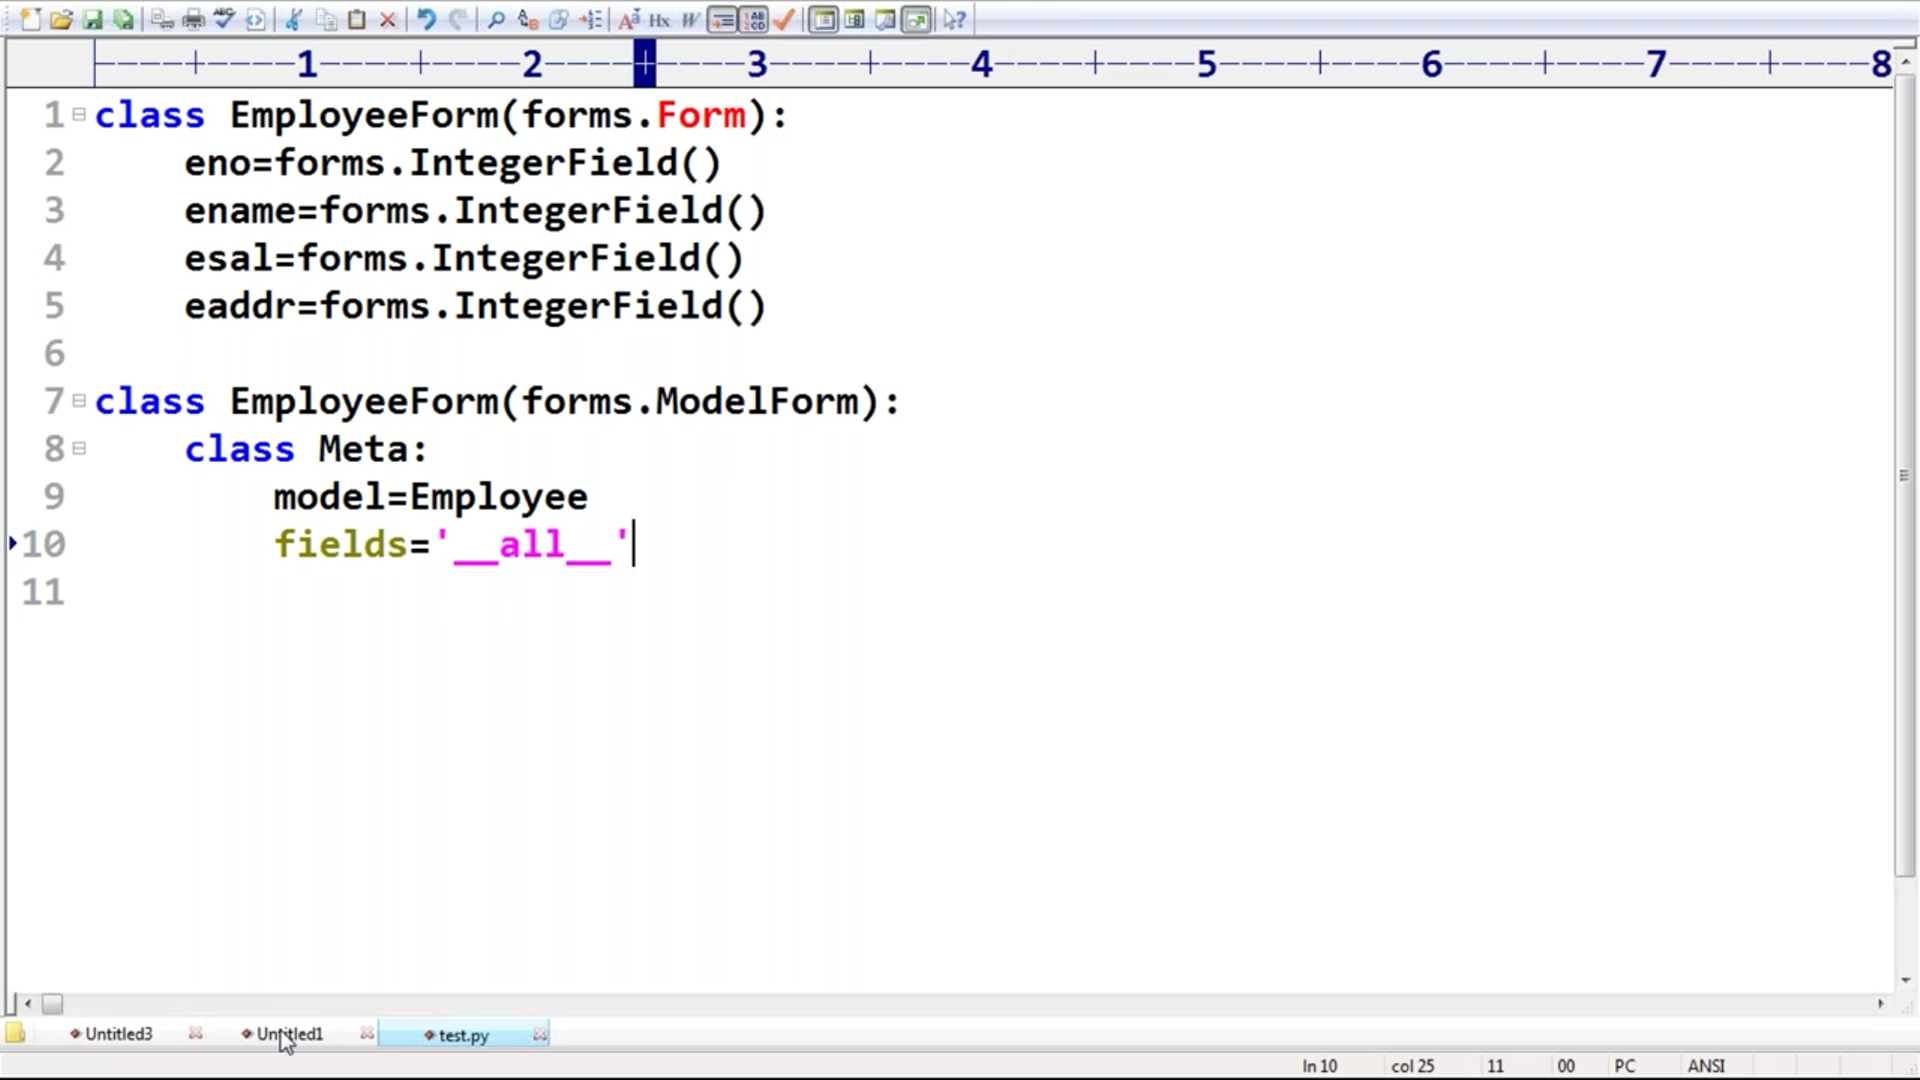 Hx W
1 2 3 4 5 6 7 8
1 class EmployeeForm(forms.Form):
2 eno=forms.IntegerField()
3 ename=forms.IntegerField()
4 esal=forms.IntegerField()
5 eaddr=forms.IntegerField()
6
7 class EmployeeForm(forms.ModelForm):
8 class Meta:
9 model=Employee
10 fields='__all__'
11
Untitled3 Untitled1 test.py
ln 10 col 25 11 00 PC ANSI